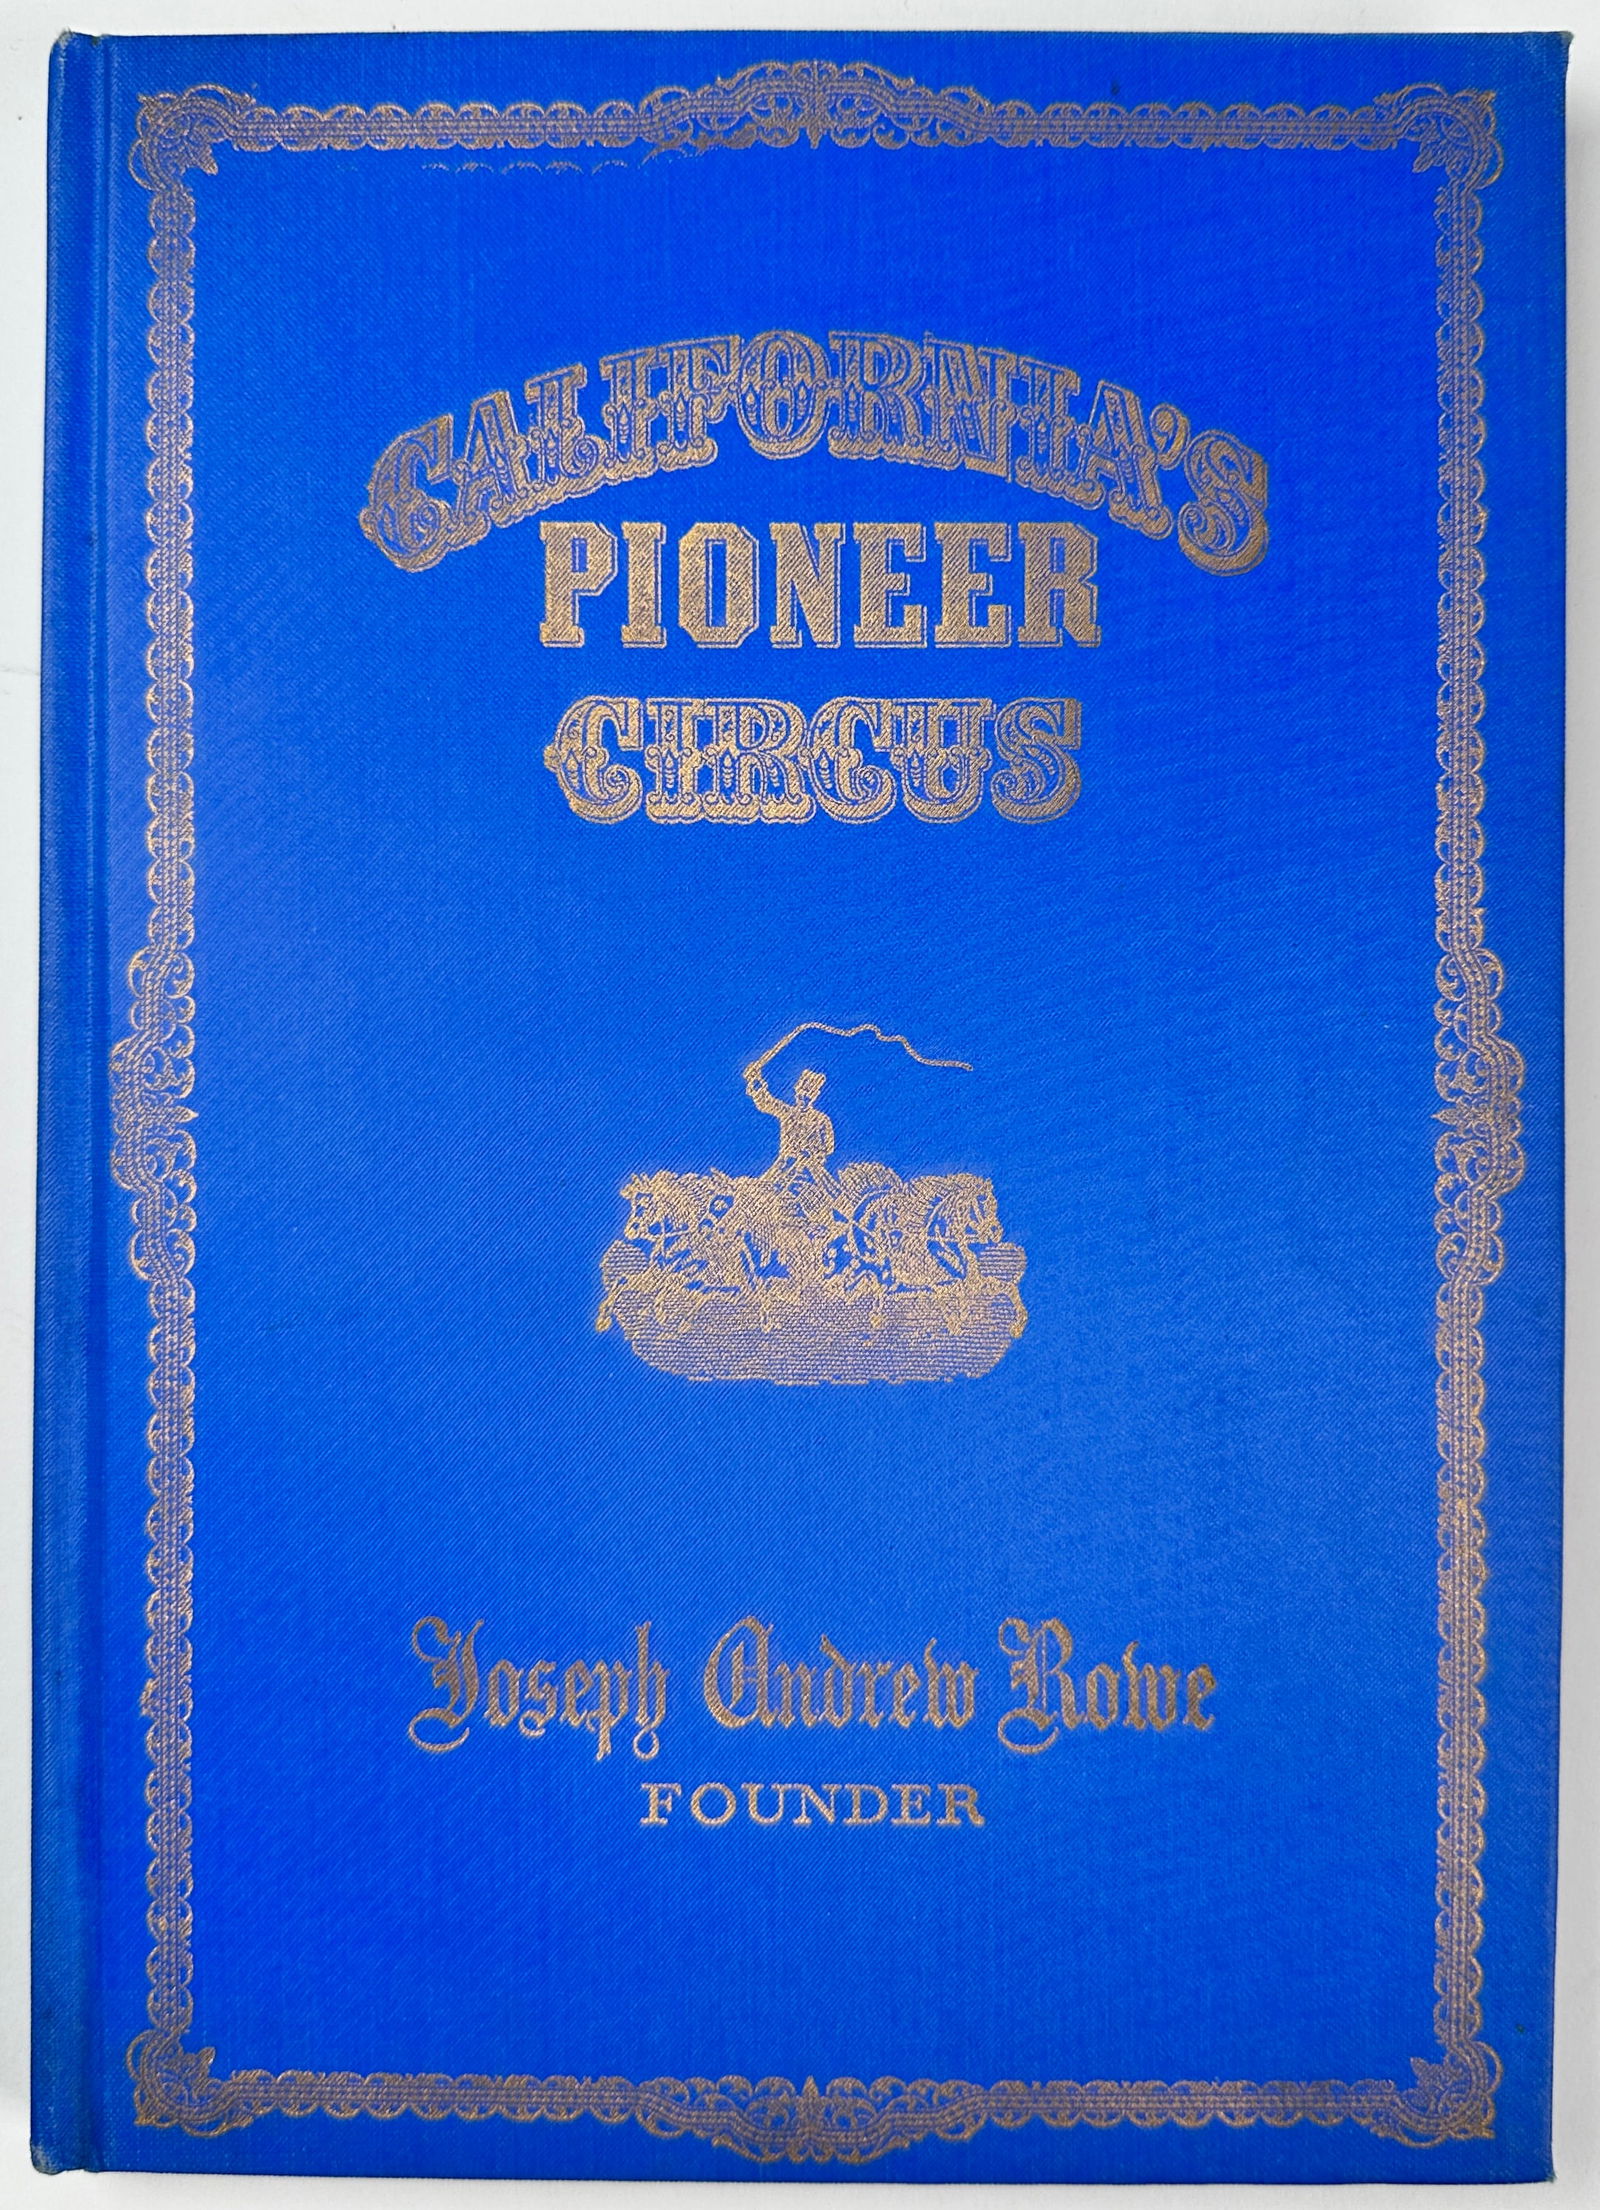 CALIFORNIA'S
PIONEER
CIRCUS
Joseph Andrew Rowe
FOUNDER